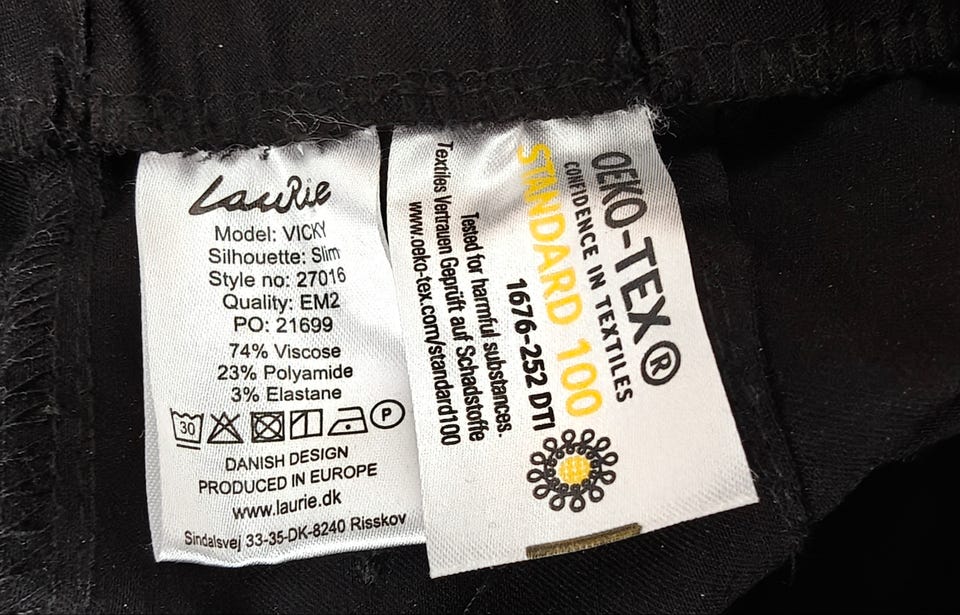 LauRie
Model: VICKY
Silhouette: Slim
Style no: 27016
Quality: EM2
PO: 21699
74% Viscose
23% Polyamide
3% Elastane
30
P
DANISH DESIGN
PRODUCED IN EUROPE
www.laurie.dk
Sindalsvej 33-35-DK-8240 Risskov
OEKO-TEX®
CONFIDENCE IN TEXTILES
STANDARD 100
1676-252 DTI
Tested for harmful substances.
Textiles Vertrauen Geprüft auf Schadstoffe
www.oeko-tex.com/standard100